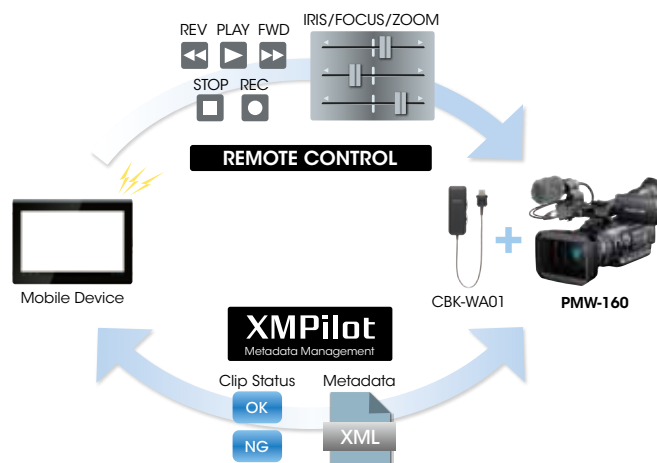 IRIS/FOCUS/ZOOM
REV PLAY FWD
STOP REC
REMOTE CONTROL
Mobile Device
CBK-WA01
PMW-160
XMPilot
Metadata Management
Clip Status
Metadata
OK
NG
XML